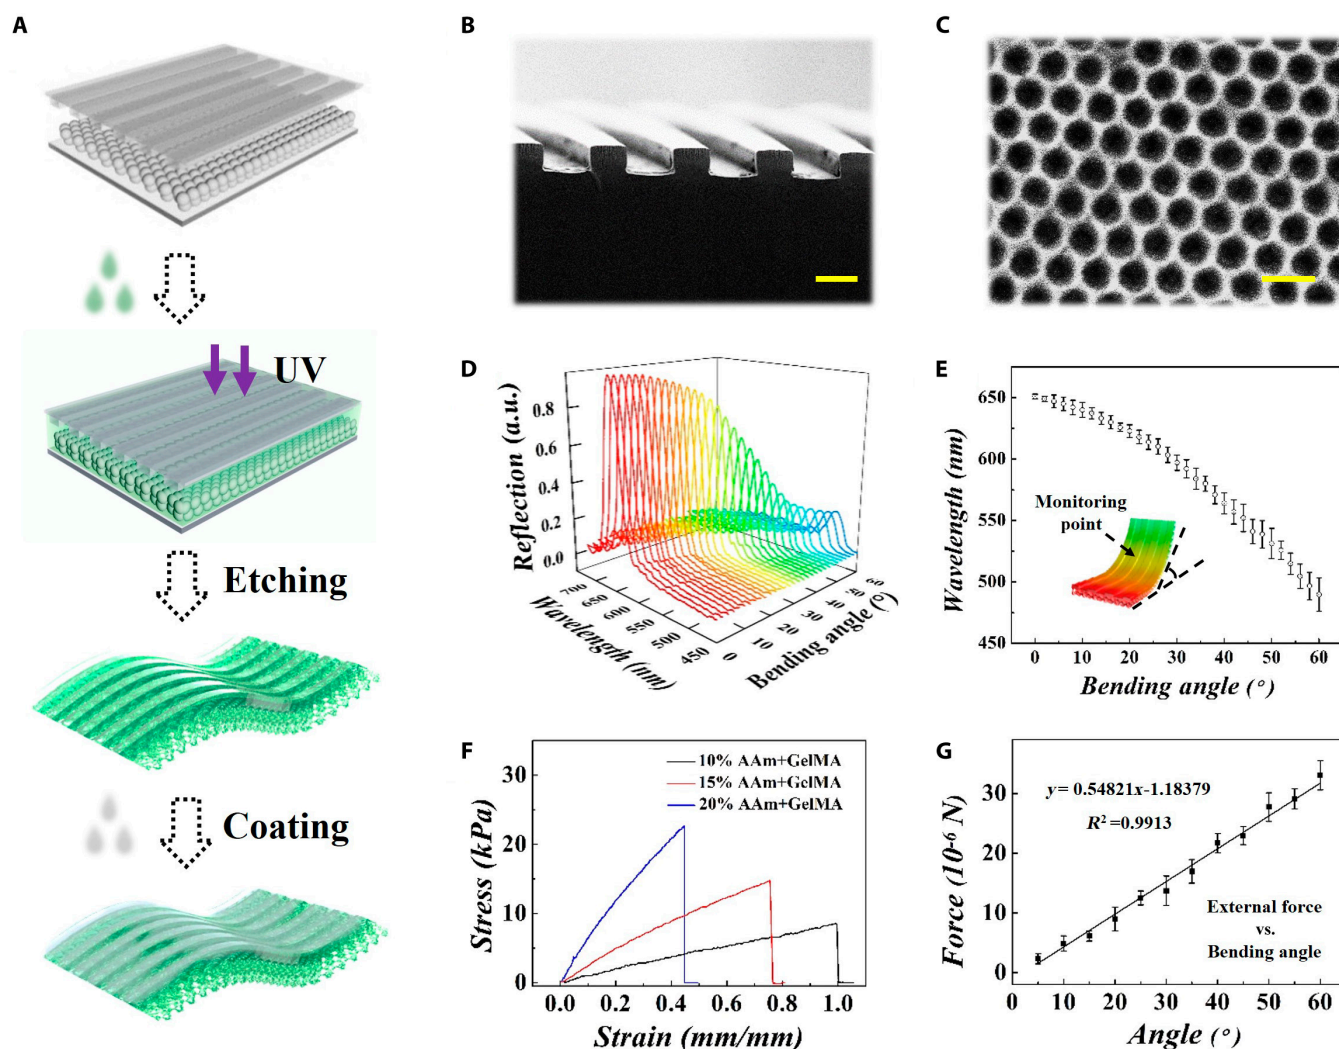 A
UV
Etching
Coating
B
C
D
Reflection (a.u.)
0.8
0.6
0.4
0.2
0.0
700
650
600
550
500
450
Wavelength (nm)
0
10
20
30
40
50
60
Bending angle (°)
E
Wavelength (nm)
650
600
550
500
450
Monitoring
point
0 10 20 30 40 50 60
Bending angle (°)
F
Stress (kPa)
30
20
10
0
10% AAm+GelMA
15% AAm+GelMA
20% AAm+GelMA
0.0 0.2 0.4 0.6 0.8 1.0
Strain (mm/mm)
G
Force (10⁻⁶ N)
30
20
10
0
y = 0.54821x-1.18379
R² =0.9913
External force
vs.
Bending angle
0 10 20 30 40 50 60
Angle (°)